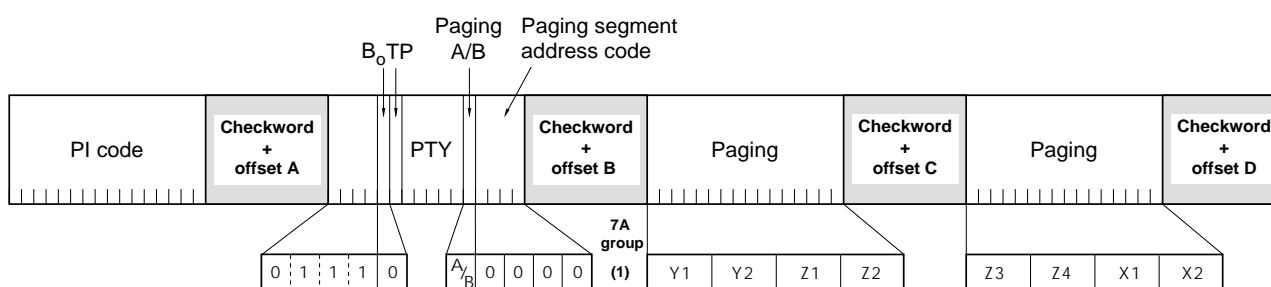 Paging Paging segment
B₀TP A/B address code
PI code Checkword + offset A PTY Checkword + offset B Paging Checkword + offset C Paging Checkword + offset D
7A group
0 1 1 1 0 A/B 0 0 0 0 (1) Y1 Y2 Z1 Z2 Z3 Z4 X1 X2